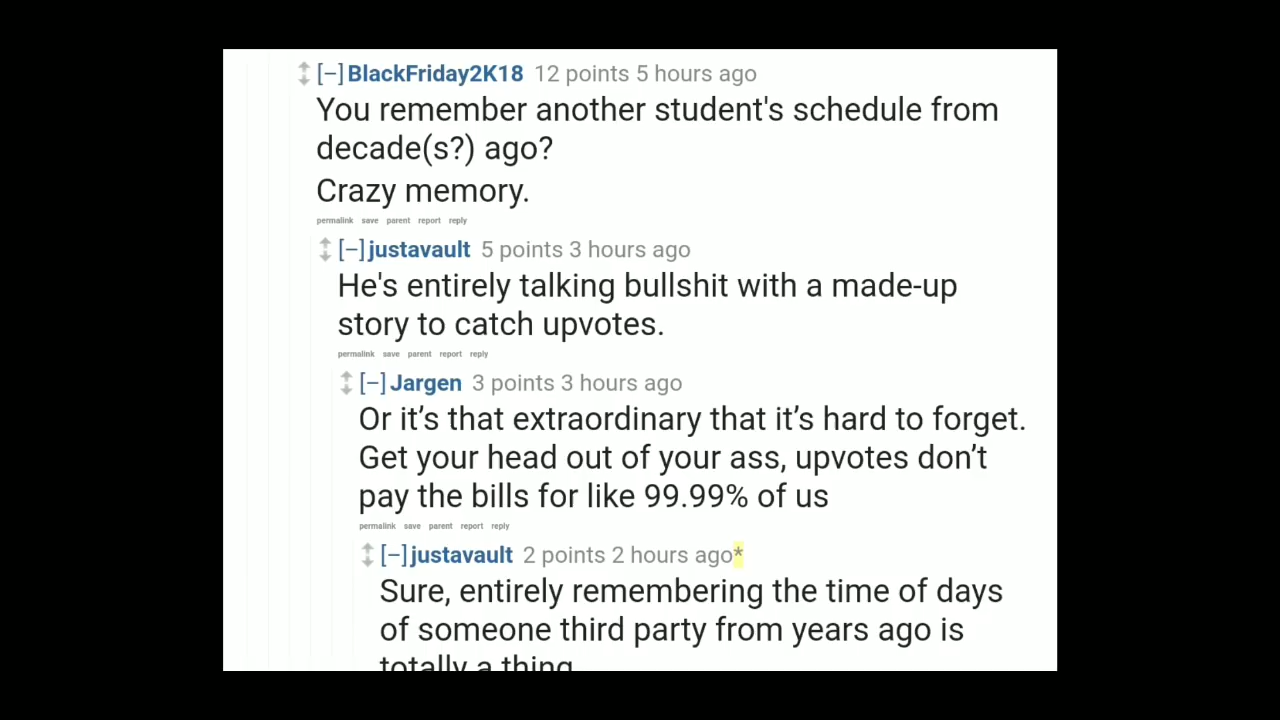 [–] BlackFriday2K18 12 points 5 hours ago
You remember another student's schedule from
decade(s?) ago?
Crazy memory.
permalink save parent report reply
[–] justavault 5 points 3 hours ago
He's entirely talking bullshit with a made-up
story to catch upvotes.
permalink save parent report reply
[–] Jargen 3 points 3 hours ago
Or it’s that extraordinary that it’s hard to forget.
Get your head out of your ass, upvotes don’t
pay the bills for like 99.99% of us
permalink save parent report reply
[–] justavault 2 points 2 hours ago*
Sure, entirely remembering the time of days
of someone third party from years ago is
totally a thing